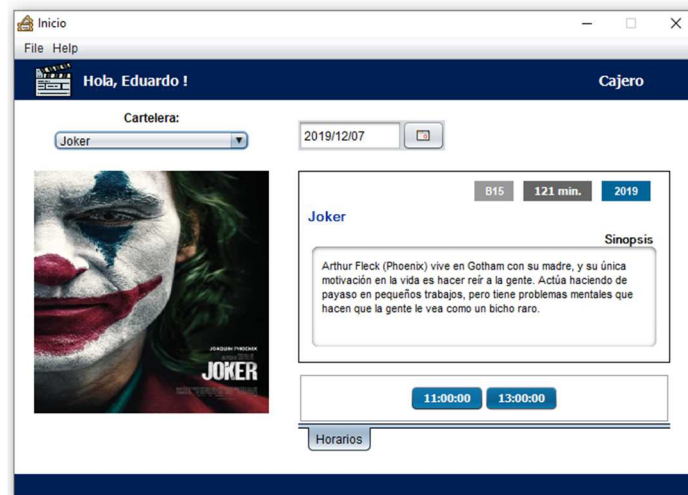 Inicio
File Help
Hola, Eduardo !
Cajero
Cartelera:
Joker
2019/12/07
B15 121 min. 2019
Joker
Sinopsis
Arthur Fleck (Phoenix) vive en Gotham con su madre, y su única
motivación en la vida es hacer reír a la gente. Actúa haciendo de
payaso en pequeños trabajos, pero tiene problemas mentales que
hacen que la gente le vea como un bicho raro.
JOAQUIN PHOENIX
JOKER
11:00:00 13:00:00
Horarios